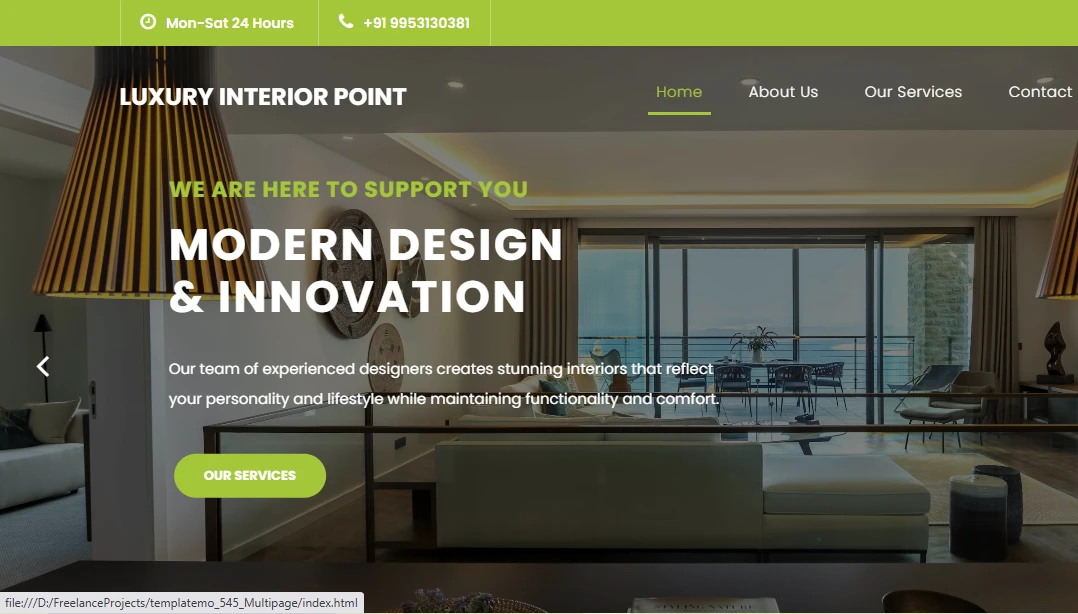 Mon-Sat 24 Hours
+91 9953130381
LUXURY INTERIOR POINT
Home
About Us
Our Services
Contact
WE ARE HERE TO SUPPORT YOU
MODERN DESIGN
& INNOVATION
Our team of experienced designers creates stunning interiors that reflect
your personality and lifestyle while maintaining functionality and comfort.
OUR SERVICES
STYLING NATURE
file:///D:/FreelanceProjects/templatemo_545_Multipage/index.html